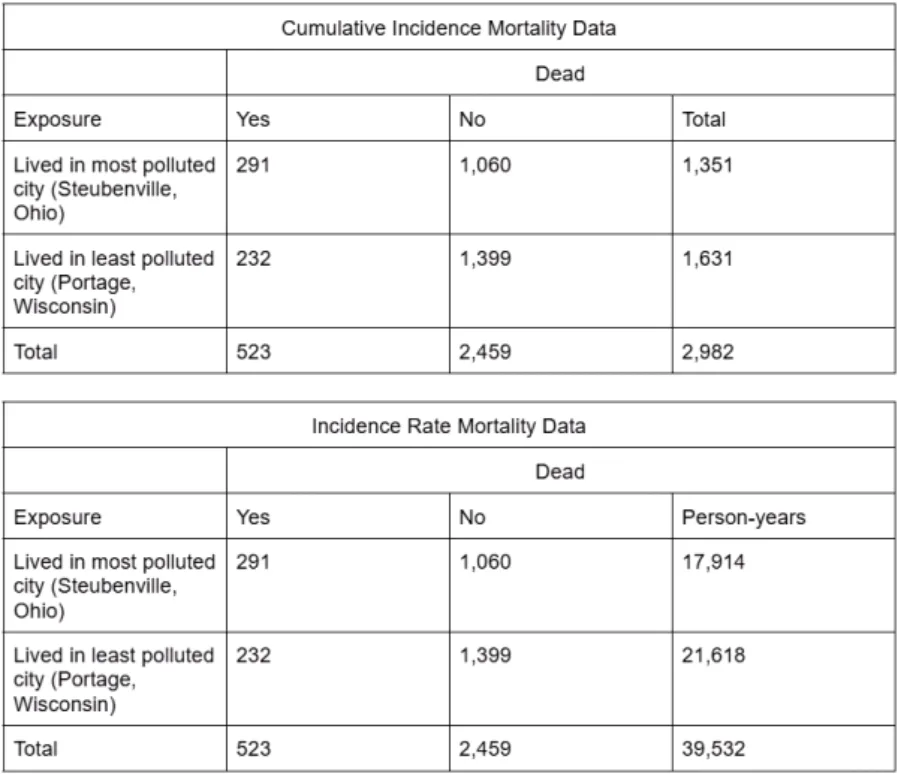 Cumulative Incidence Mortality Data
Dead
Exposure Yes No Total
Lived in most polluted 291 1,060 1,351
city (Steubenville,
Ohio)
Lived in least polluted 232 1,399 1,631
city (Portage,
Wisconsin)
Total 523 2,459 2,982
Incidence Rate Mortality Data
Dead
Exposure Yes No Person-years
Lived in most polluted 291 1,060 17,914
city (Steubenville,
Ohio)
Lived in least polluted 232 1,399 21,618
city (Portage,
Wisconsin)
Total 523 2,459 39,532